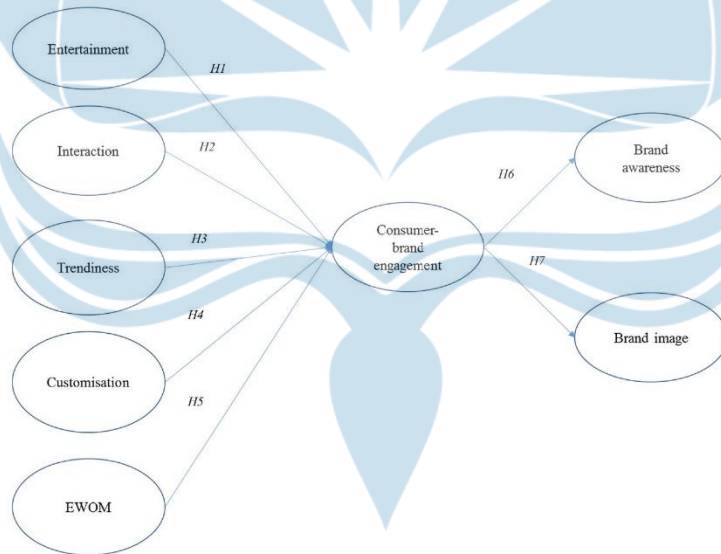 Entertainment
H1
Interaction
H2
Trendiness
H3
Customisation
H4
EWOM
H5
Consumer-
brand
engagement
H6
Brand
awareness
H7
Brand image